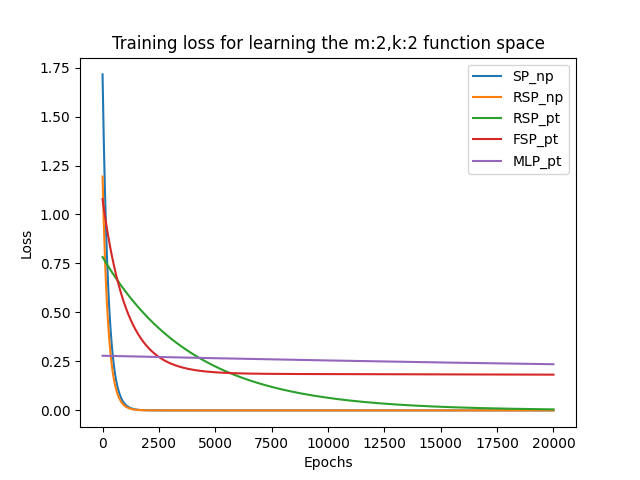 Training loss for learning the m:2,k:2 function space
1.75
1.50
1.25
1.00
0.75
0.50
0.25
0.00
Loss
SP_np
RSP_np
RSP_pt
FSP_pt
MLP_pt
0 2500 5000 7500 10000 12500 15000 17500 20000
Epochs